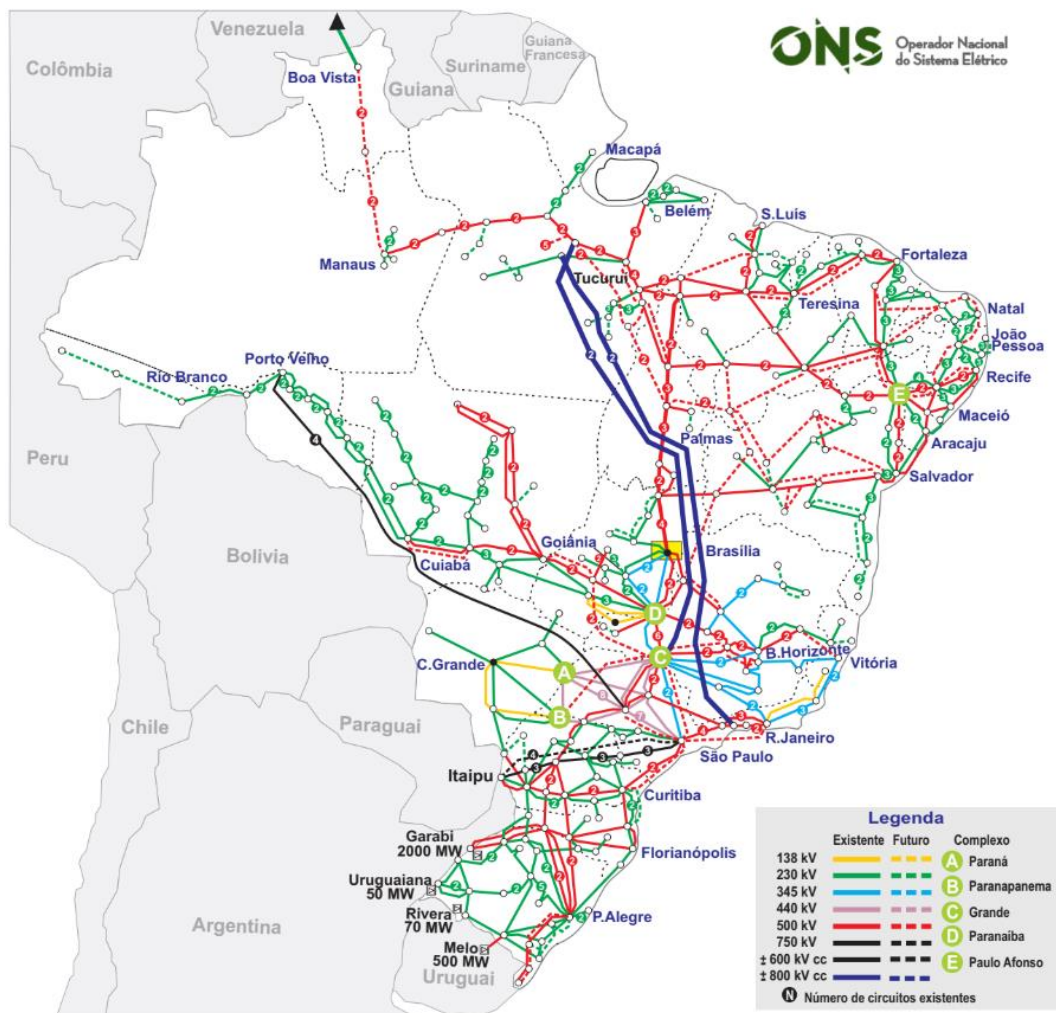 ONS
Operador Nacional
do Sistema Elétrico
Venezuela
Guiana
Francesa
Suriname
Colômbia
Boa Vista
Guiana
Macapá
Belém
S.Luís
Manaus
Fortaleza
Tucuruí
Teresina
Natal
João
Pessoa
Porto Velho
Rio Branco
Recife
E
Maceió
Palmas
Aracaju
Peru
Salvador
Goiânia
Brasília
Cuiabá
Bolivia
D
B.Horizonte
C
Vitória
C.Grande
A
B
Chile
Paraguai
R.Janeiro
São Paulo
Itaipu
Curitiba
Garabi
2000 MW
Florianópolis
Uruguaiana
50 MW
Rivera
70 MW
P.Alegre
Melo
500 MW
Argentina
Uruguai
Legenda
Existente Futuro Complexo
138 kV A Paraná
230 kV
345 kV B Paranapanema
440 kV C Grande
500 kV
750 kV D Paranaíba
± 600 kV cc E Paulo Afonso
± 800 kV cc
N Número de circuitos existentes